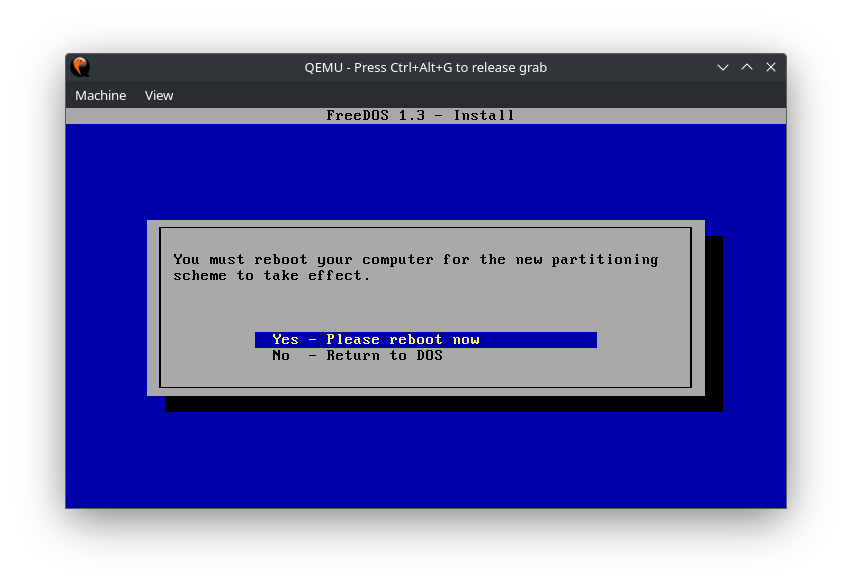 QEMU - Press Ctrl+Alt+G to release grab
Machine View
FreeDOS 1.3 - Install
You must reboot your computer for the new partitioning
scheme to take effect.
Yes - Please reboot now
No  - Return to DOS